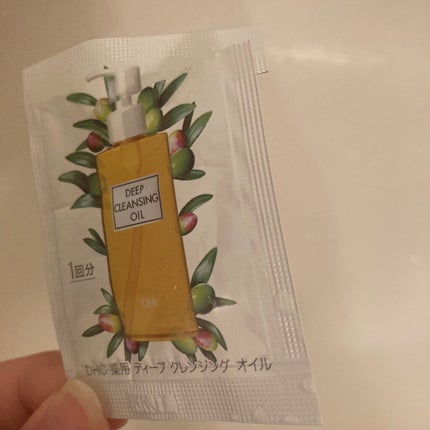 DEEP
CLEANSING
OIL
DHC
1回分
DHC 薬用 ディープ クレンジング オイル